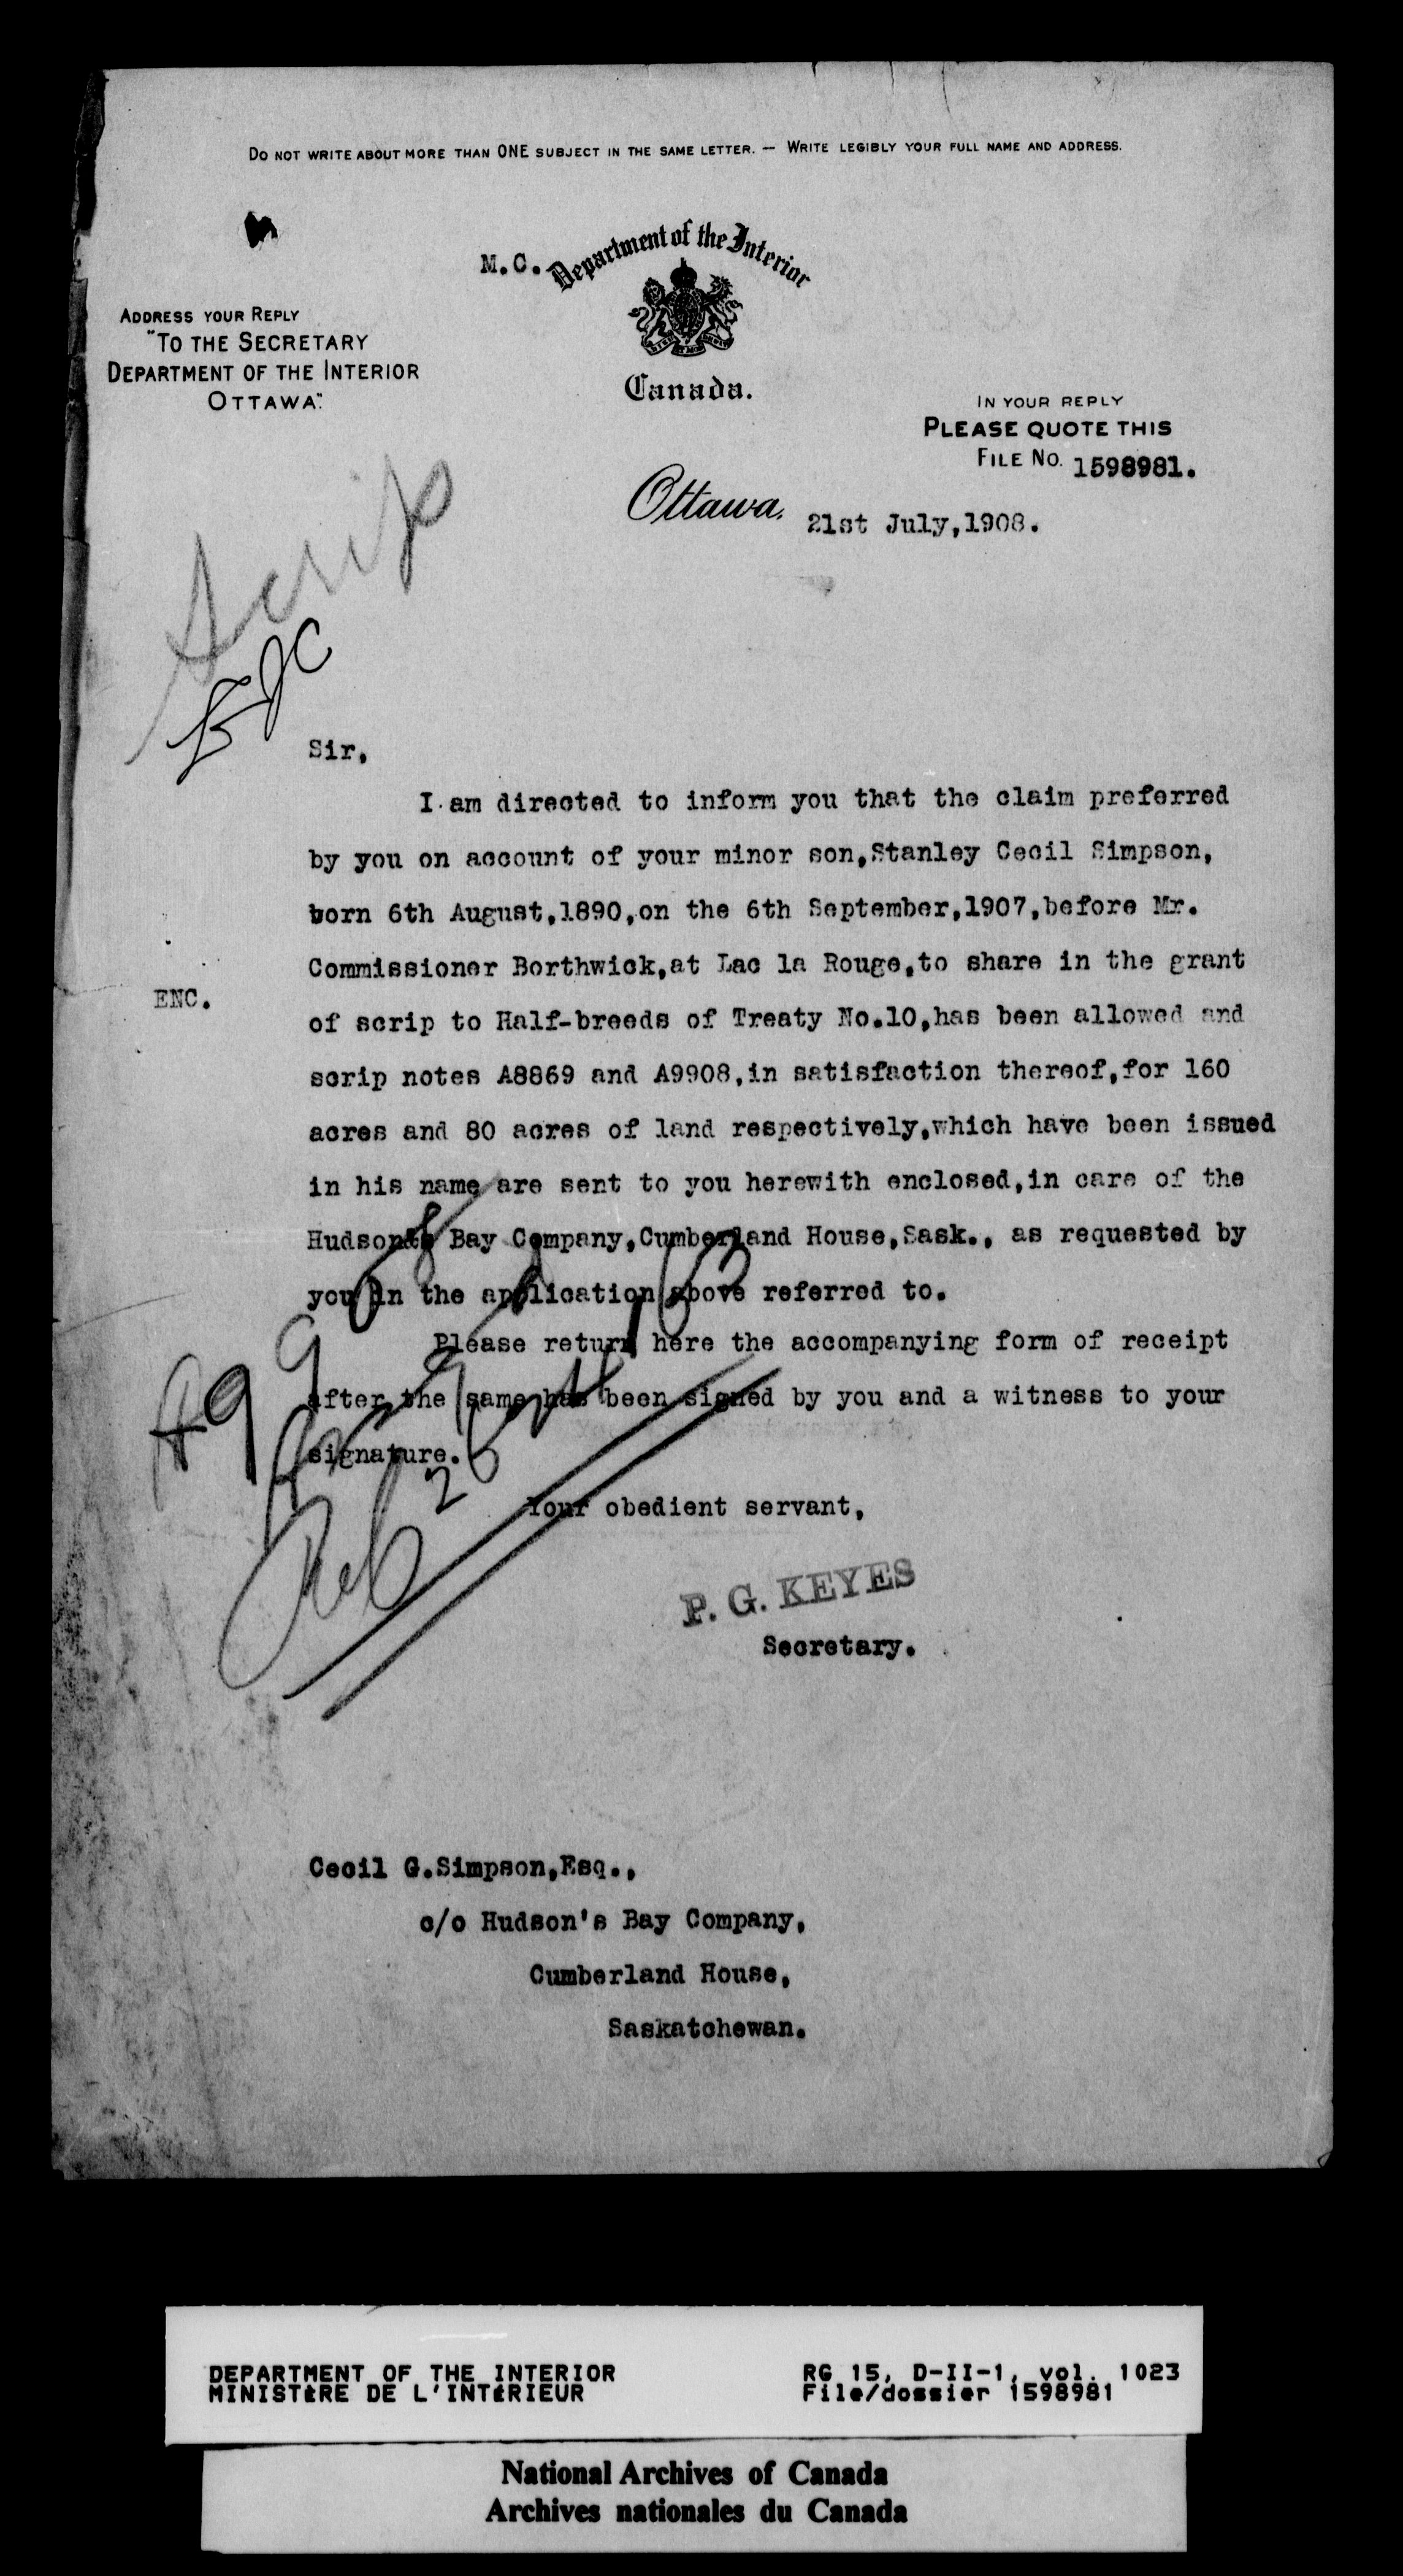 DO NOT WRITE ABOUT MORE THAN ONE SUBJECT IN THE SAME LETTER. — WRITE LEGIBLY YOUR FULL NAME AND ADDRESS.
M.C. Department of the Interior
Canada.
ADDRESS YOUR REPLY
"TO THE SECRETARY
DEPARTMENT OF THE INTERIOR
OTTAWA."
IN YOUR REPLY
PLEASE QUOTE THIS
FILE NO. 1598981.
Ottawa, 21st July,1908.
Scrip
Sir,
I am directed to inform you that the claim preferred
by you on account of your minor son,Stanley Cecil Simpson,
born 6th August,1890,on the 6th September,1907,before Mr.
Commissioner Borthwick,at Lac la Rouge,to share in the grant
ENC.
of scrip to Half-breeds of Treaty No.10,has been allowed and
scrip notes A8869 and A9908,in satisfaction thereof,for 160
acres and 80 acres of land respectively,which have been issued
in his name are sent to you herewith enclosed,in care of the
Hudson's Bay Company,Cumberland House,Sask., as requested by
you in the application above referred to.
Please return here the accompanying form of receipt
after the same has been signed by you and a witness to your
signature.
Your obedient servant,
P. G. KEYES
Secretary.
Cecil G.Simpson,Esq.,
c/o Hudson's Bay Company,
Cumberland House,
Saskatchewan.
DEPARTMENT OF THE INTERIOR
MINISTÈRE DE L'INTÉRIEUR
RG 15, D-II-1, vol. 1023
File/dossier 1598981
National Archives of Canada
Archives nationales du Canada